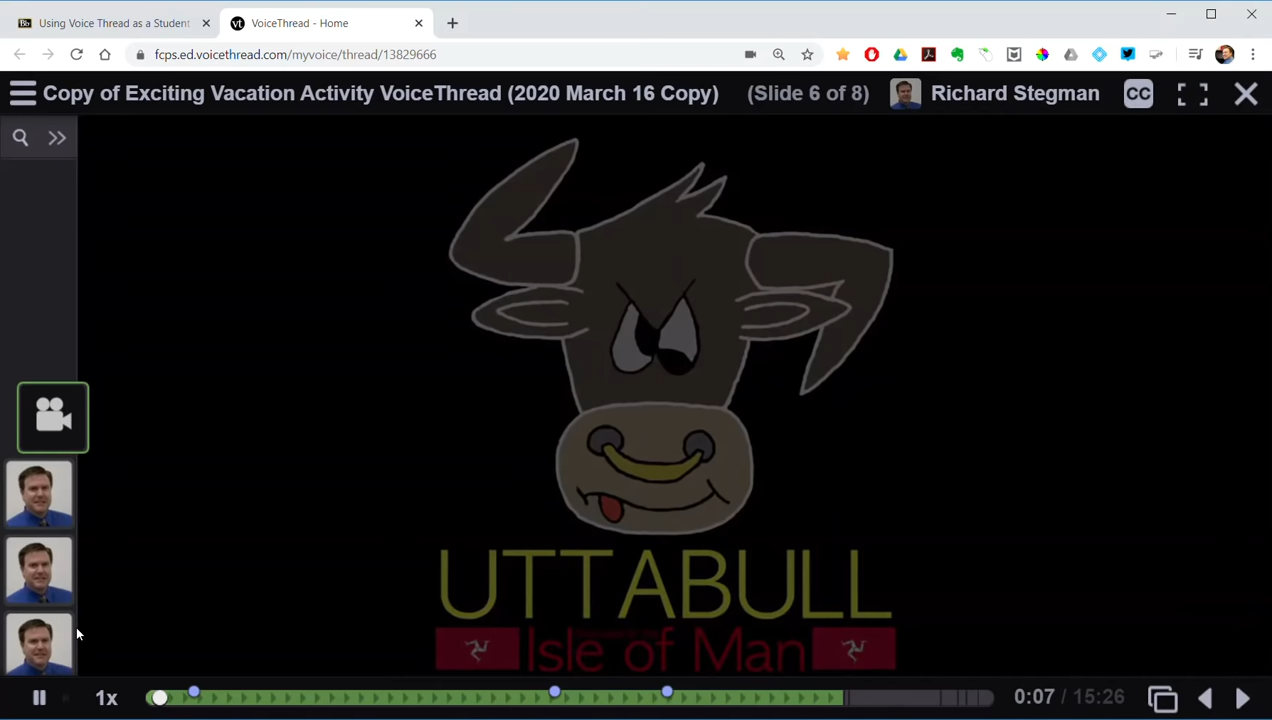 Bb Using Voice Thread as a Student
vt VoiceThread - Home
fcps.ed.voicethread.com/myvoice/thread/13829666
Copy of Exciting Vacation Activity VoiceThread (2020 March 16 Copy) (Slide 6 of 8) Richard Stegman CC
UTTABULL
Isle of Man
1x 0:07 / 15:26